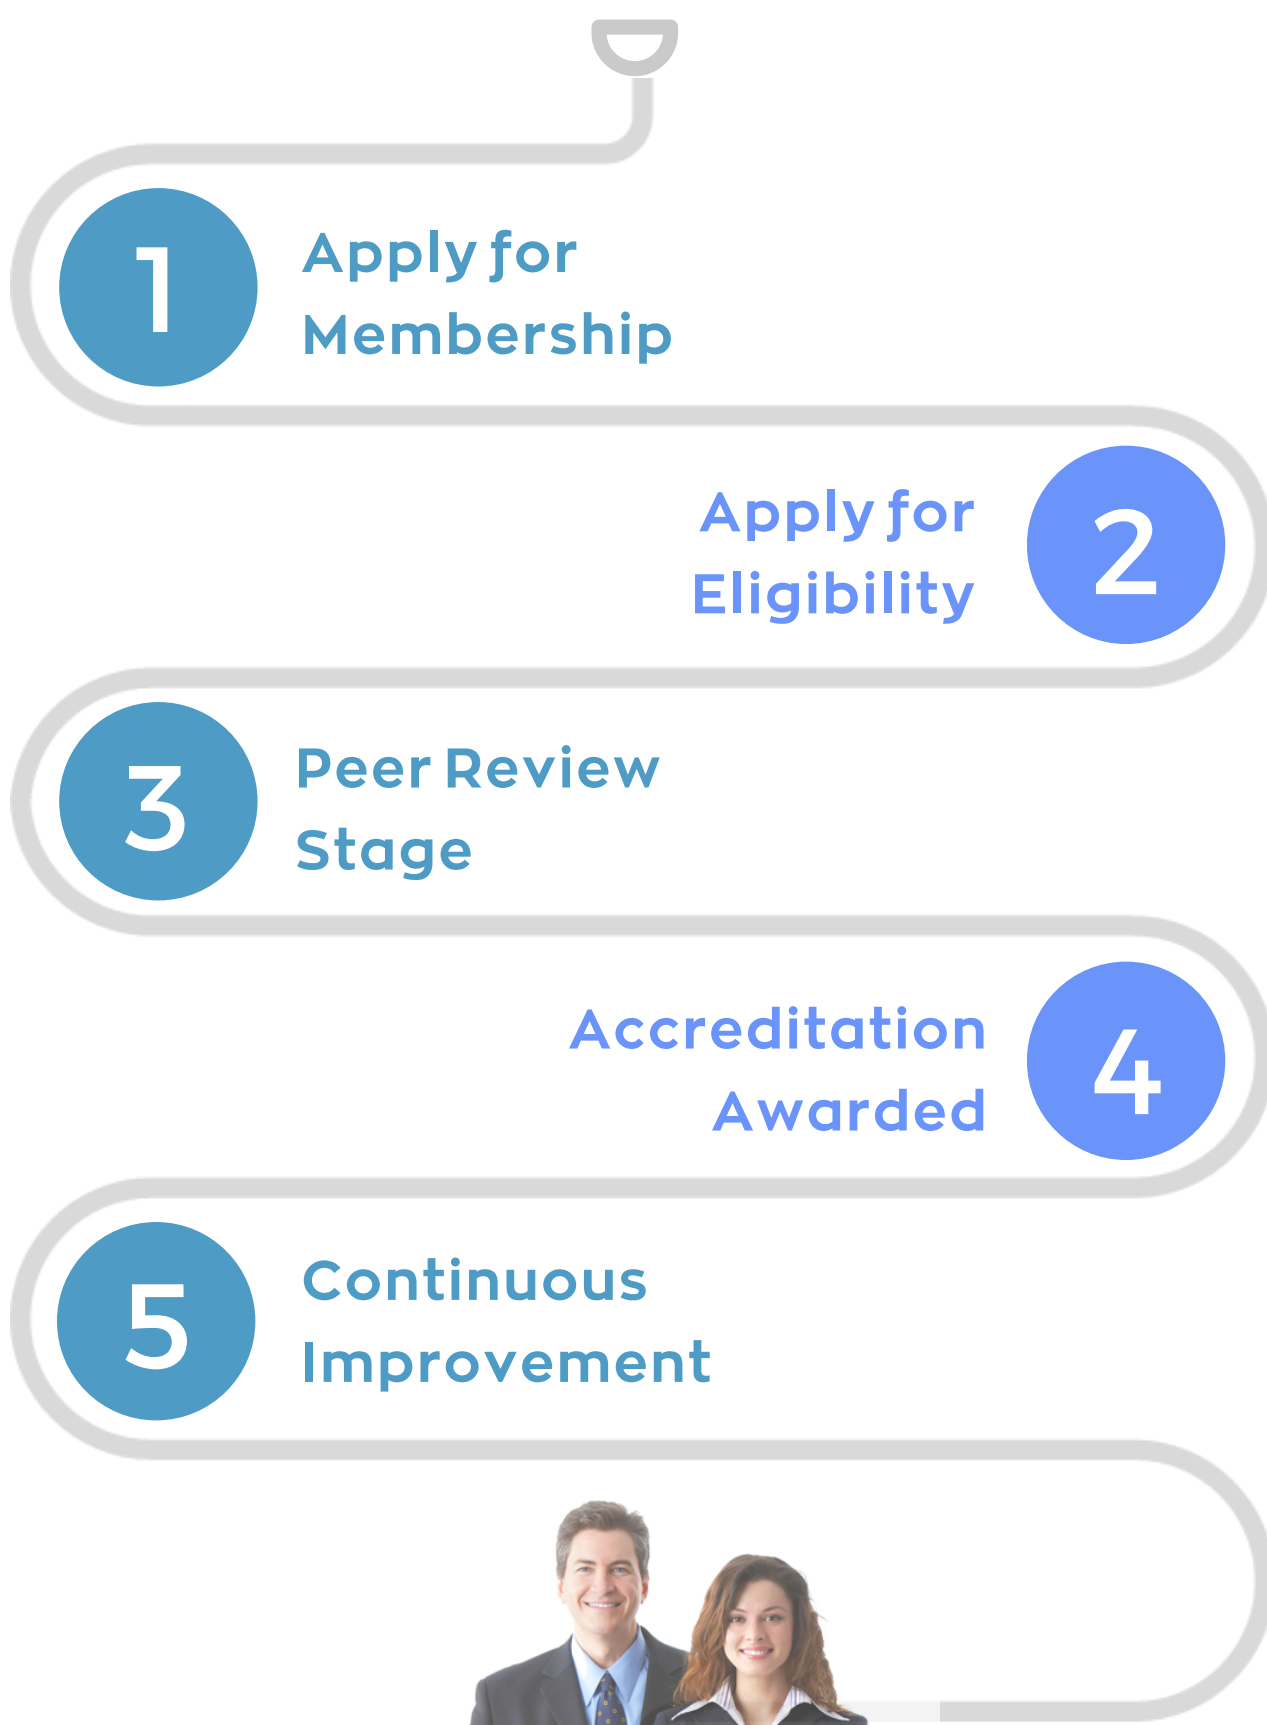 1
Apply for
Membership
Apply for
Eligibility
2
3
Peer Review
Stage
Accreditation
Awarded
4
5
Continuous
Improvement